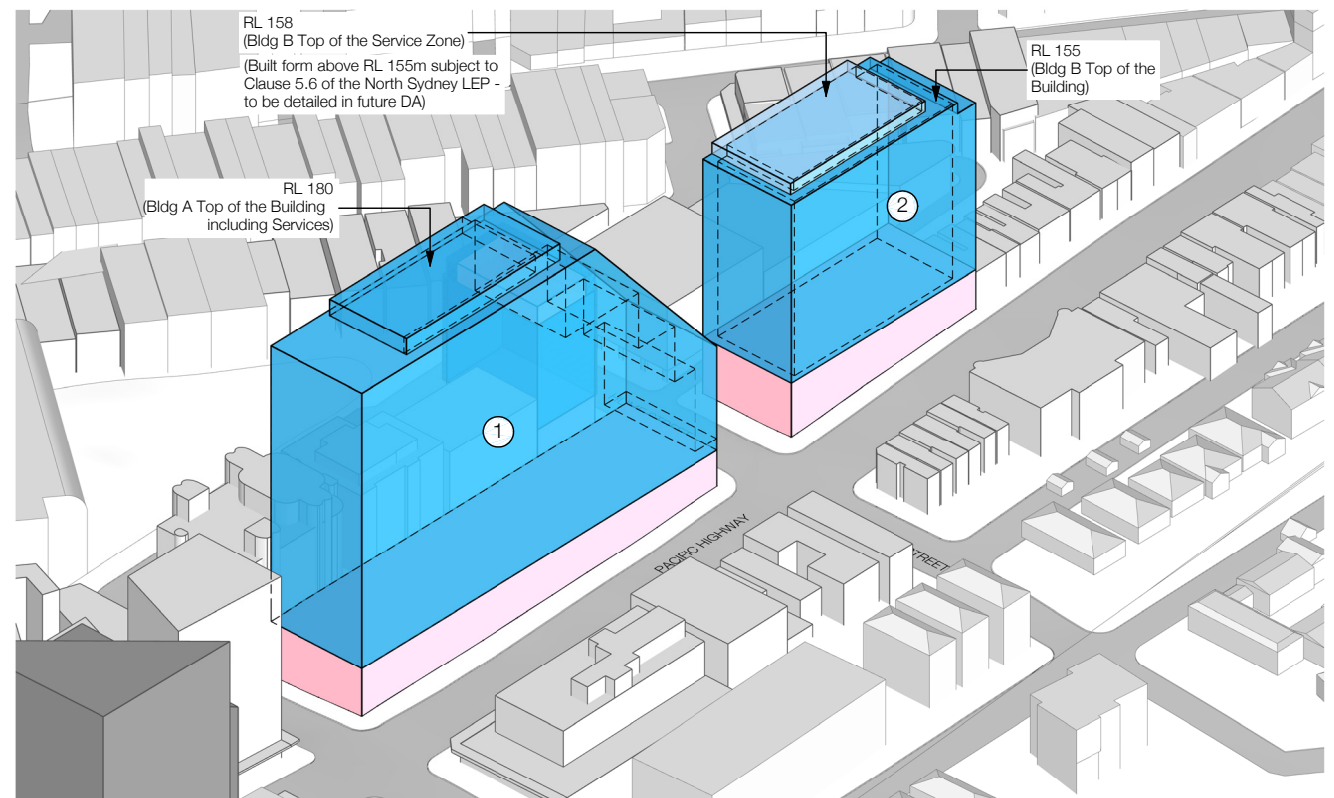 RL 158
(Bldg B Top of the Service Zone)
(Built form above RL 155m subject to
Clause 5.6 of the North Sydney LEP -
to be detailed in future DA)
RL 155
(Bldg B Top of the
Building)
RL 180
(Bldg A Top of the Building
including Services)
2
1
PACIFIC HIGHWAY
STREET